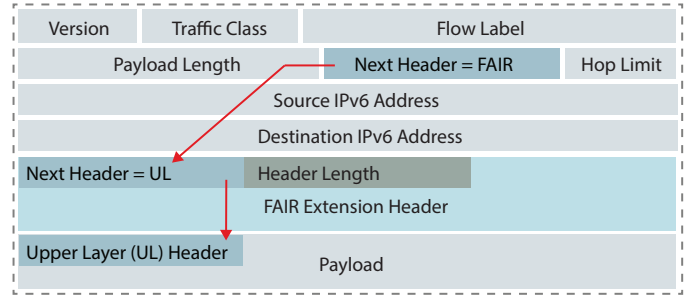 Version Traffic Class Flow Label
Payload Length Next Header = FAIR Hop Limit
Source IPv6 Address
Destination IPv6 Address
Next Header = UL Header Length
FAIR Extension Header
Upper Layer (UL) Header
Payload